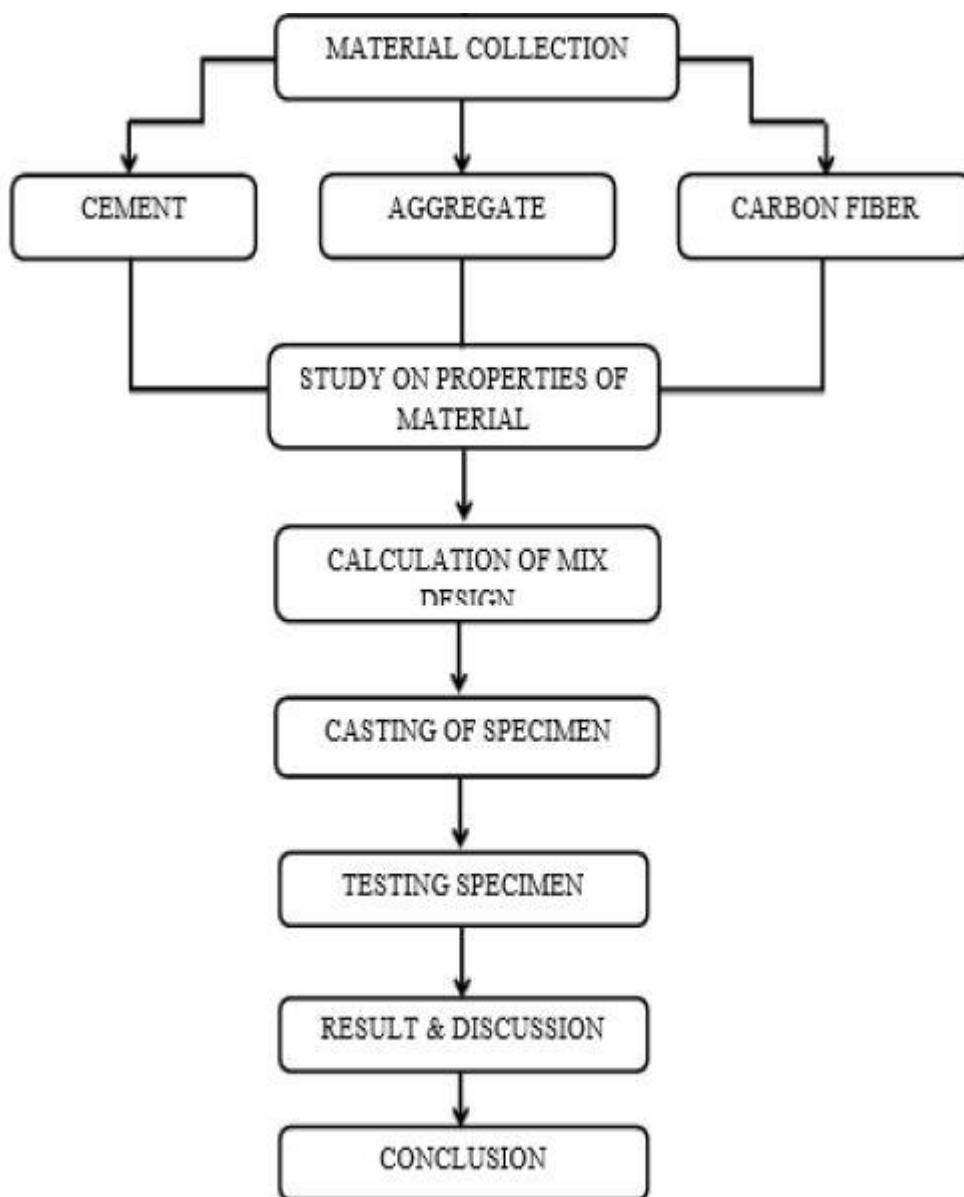 MATERIAL COLLECTION
CEMENT
AGGREGATE
CARBON FIBER
STUDY ON PROPERTIES OF
MATERIAL
CALCULATION OF MIX
DESIGN
CASTING OF SPECIMEN
TESTING SPECIMEN
RESULT & DISCUSSION
CONCLUSION